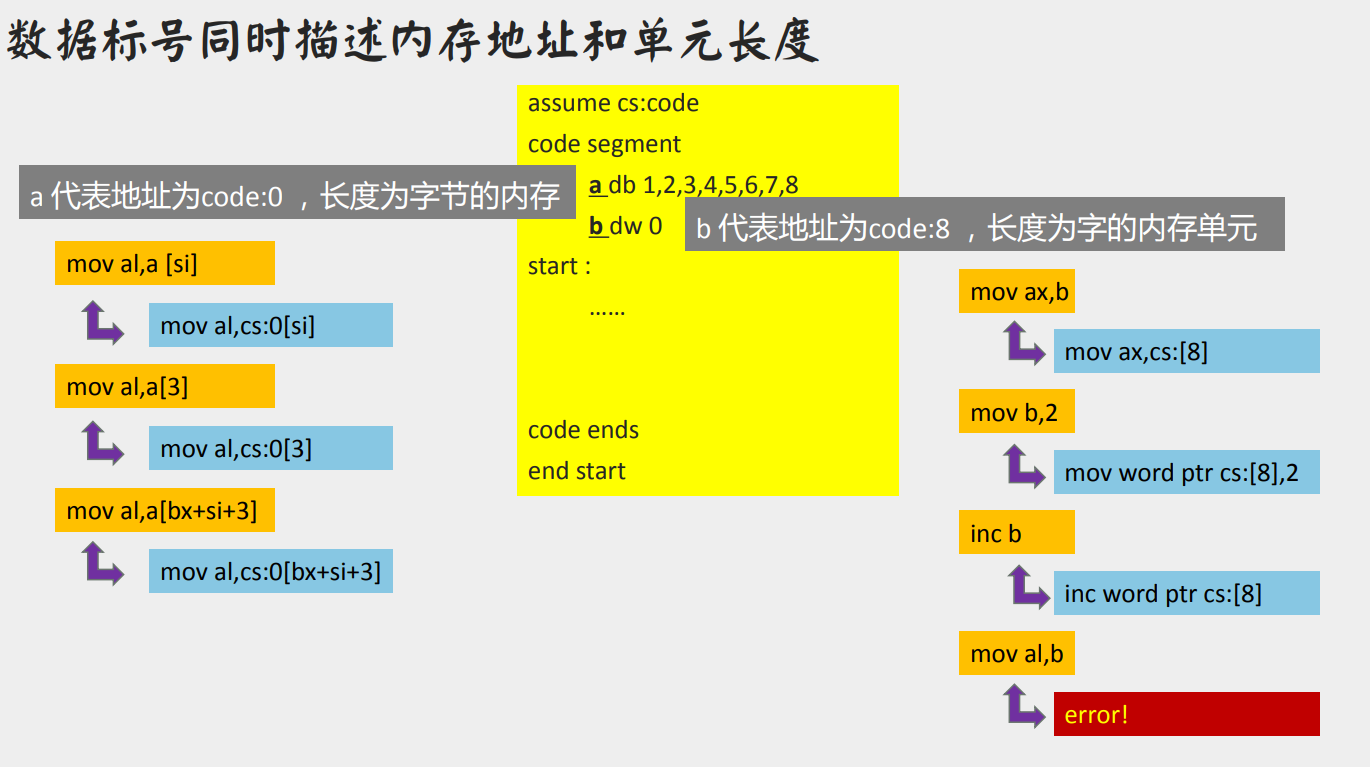 数据标号同时描述内存地址和单元长度
assume cs:code
code segment
a db 1,2,3,4,5,6,7,8
b dw 0
start :
……
code ends
end start
a 代表地址为code:0 ，长度为字节的内存
mov al,a [si]
mov al,cs:0[si]
mov al,a[3]
mov al,cs:0[3]
mov al,a[bx+si+3]
mov al,cs:0[bx+si+3]
b 代表地址为code:8 ，长度为字的内存单元
mov ax,b
mov ax,cs:[8]
mov b,2
mov word ptr cs:[8],2
inc b
inc word ptr cs:[8]
mov al,b
error!